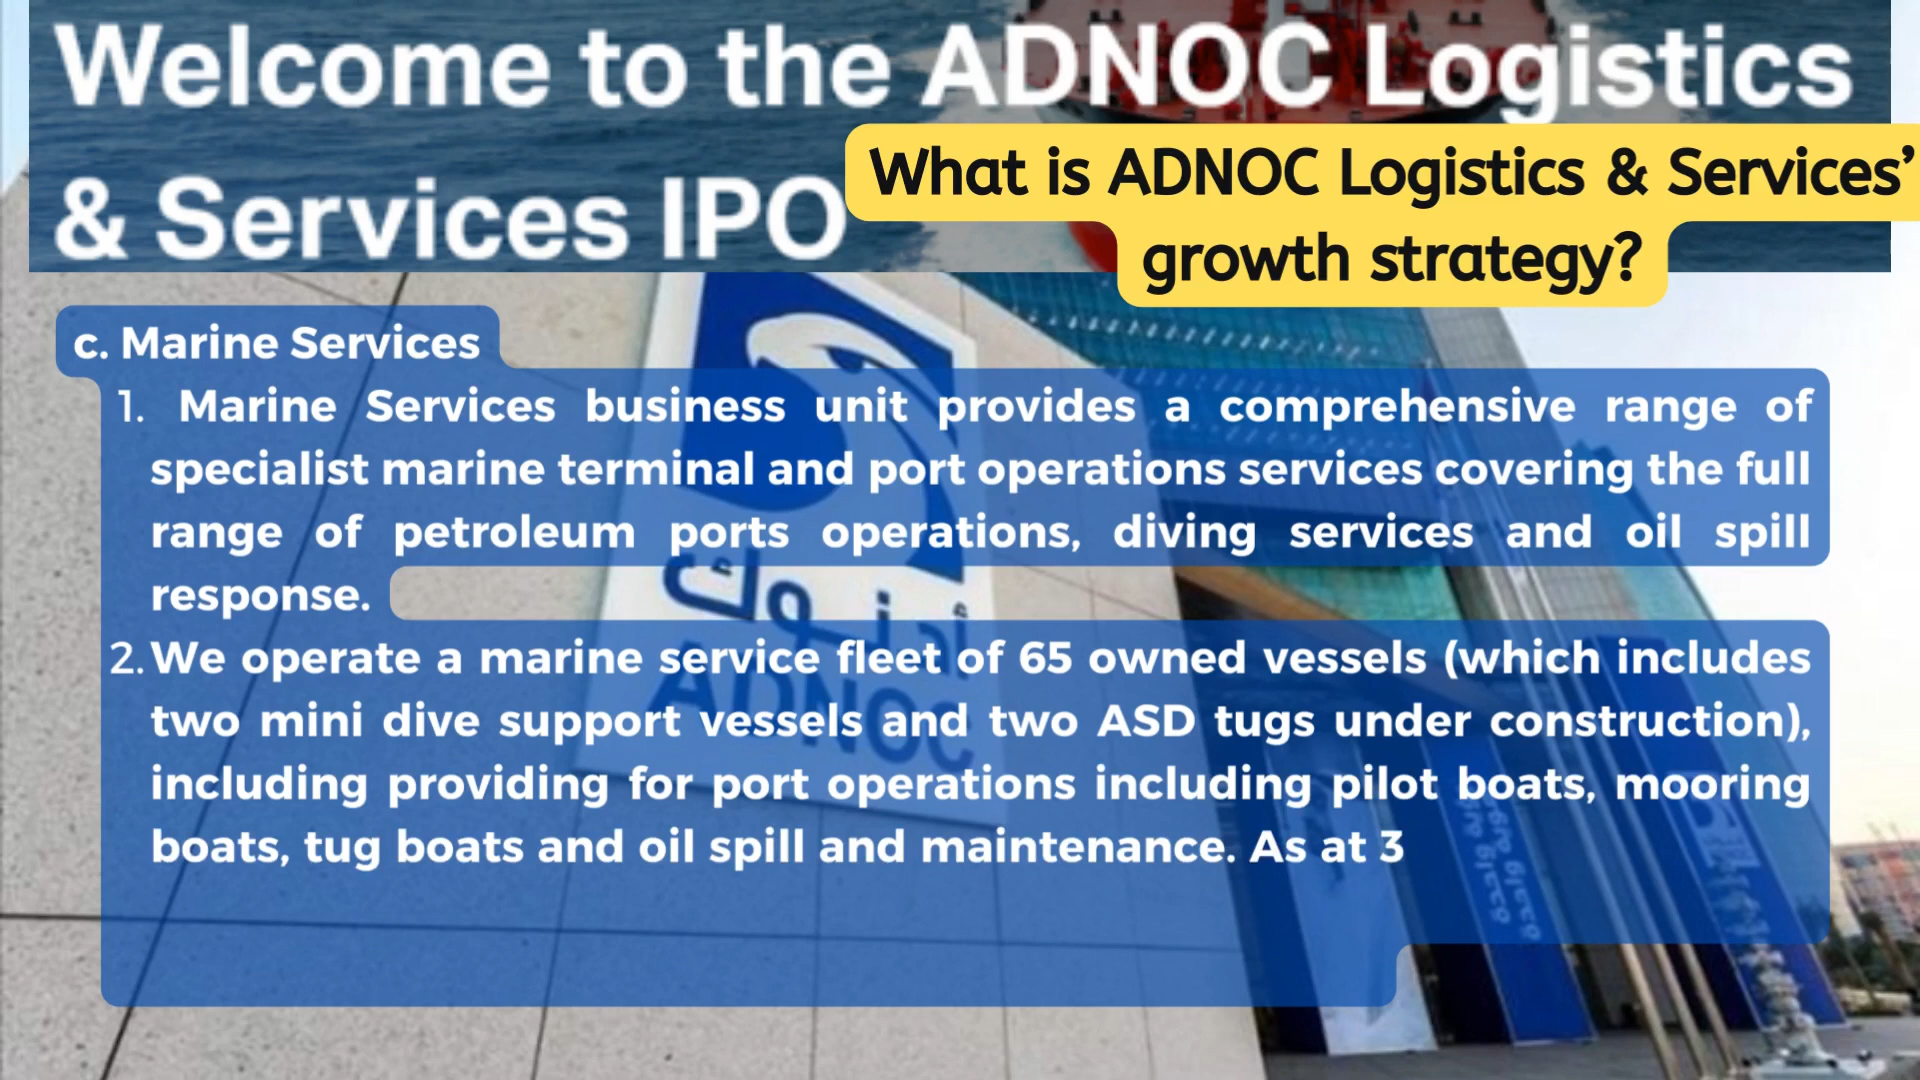 Welcome to the ADNOC Logistics
& Services IPO
What is ADNOC Logistics & Services’
growth strategy?
c. Marine Services
1. Marine Services business unit provides a comprehensive range of
specialist marine terminal and port operations services covering the full
range of petroleum ports operations, diving services and oil spill
response.
2. We operate a marine service fleet of 65 owned vessels (which includes
two mini dive support vessels and two ASD tugs under construction),
including providing for port operations including pilot boats, mooring
boats, tug boats and oil spill and maintenance. As at 3
أدنوك
ADNOC